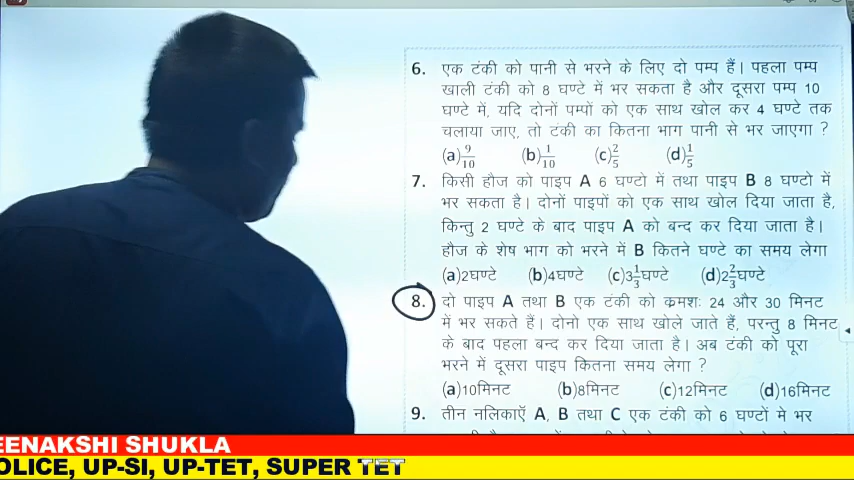 6. एक टंकी को पानी से भरने के लिए दो पम्प हैं। पहला पम्प
खाली टंकी को 8 घण्टे में भर सकता है और दूसरा पम्प 10
घण्टे में, यदि दोनों पम्पों को एक साथ खोल कर 4 घण्टे तक
चलाया जाए, तो टंकी का कितना भाग पानी से भर जाएगा ?
(a) 9/10 (b) 1/10 (c) 2/5 (d) 1/5
7. किसी हौज को पाइप A 6 घण्टो में तथा पाइप B 8 घण्टो में
भर सकता है। दोनों पाइपों को एक साथ खोल दिया जाता है,
किन्तु 2 घण्टे के बाद पाइप A को बन्द कर दिया जाता है।
हौज के शेष भाग को भरने में B कितने घण्टे का समय लेगा
(a) 2घण्टे (b) 4घण्टे (c) 3 1/3 घण्टे (d) 2 2/3 घण्टे
8. दो पाइप A तथा B एक टंकी को क्रमशः 24 और 30 मिनट
में भर सकते हैं। दोनो एक साथ खोले जाते हैं, परन्तु 8 मिनट
के बाद पहला बन्द कर दिया जाता है। अब टंकी को पूरा
भरने में दूसरा पाइप कितना समय लेगा ?
(a) 10मिनट (b) 8मिनट (c) 12मिनट (d) 16मिनट
9. तीन नलिकाएॅ A, B तथा C एक टंकी को 6 घण्टों मे भर
EENAKSHI SHUKLA
OLICE, UP-SI, UP-TET, SUPER TET